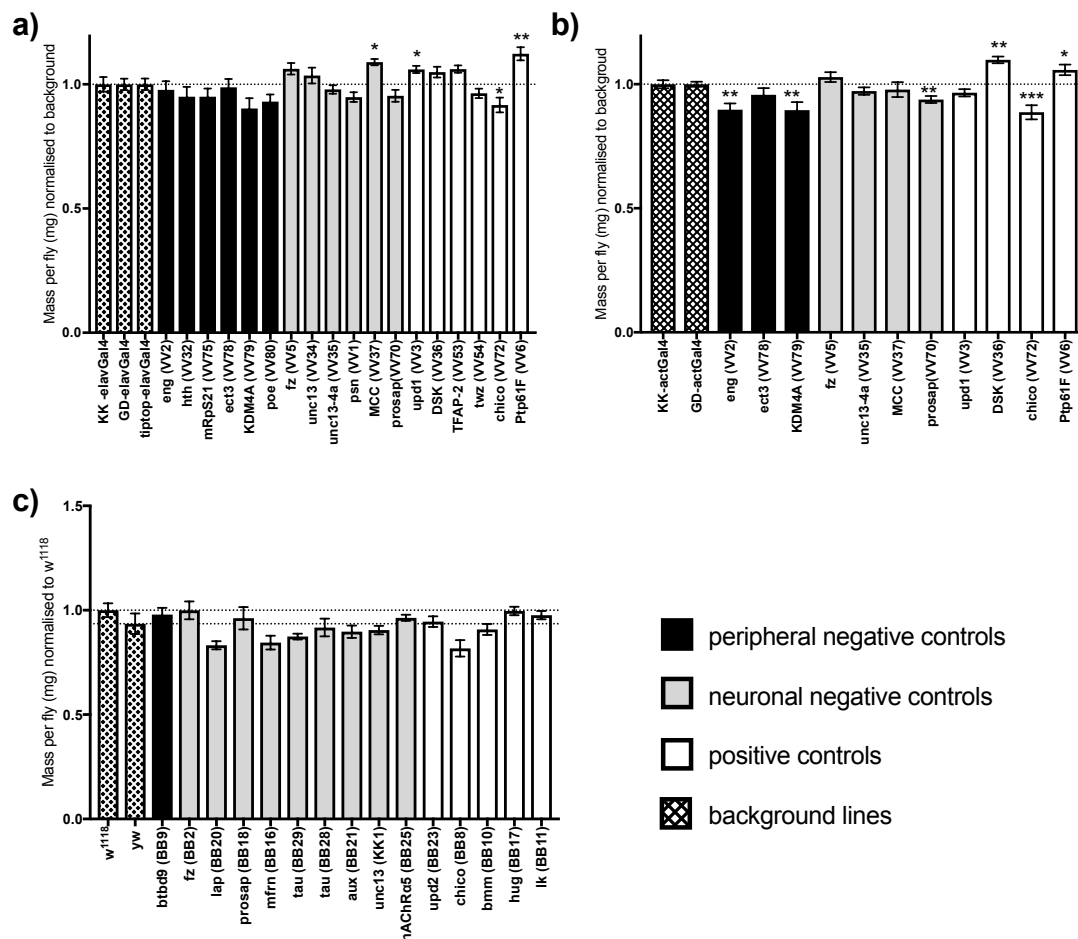 a)
Mass per fly (mg) normalised to background
1.0
0.5
0.0
*
*
*
**
KK -elavGal4
GD-elavGal4
tiptop-elavGal4
eng (VV2)
hth (VV32)
mRpS21 (VV75)
ect3 (VV78)
KDM4A (VV79)
poe (VV80)
fz (VV5)
unc13 (VV34)
unc13-4a (VV35)
psn (VV1)
MCC (VV37)
prosap(VV70)
upd1 (VV3)
DSK (VV36)
TFAP-2 (VV53)
twz (VV54)
chico (VV72)
Ptp61F (VV6)
b)
Mass per fly (mg) normalised to backgroud
1.0
0.5
0.0
**
**
**
**
***
*
KK-actGal4
GD-actGal4
eng (VV2)
ect3 (VV78)
KDM4A (VV79)
fz (VV5)
unc13-4a (VV35)
MCC (VV37)
prosap(VV70)
upd1 (VV3)
DSK (VV36)
chico (VV72)
Ptp61F (VV6)
c)
Mass per fly (mg) normalised to w¹¹¹⁸
1.5
1.0
0.5
0.0
w¹¹¹⁸
yw
btbd9 (BB9)
fz (BB2)
lap (BB20)
prosap (BB18)
mfrn (BB16)
tau (BB29)
tau (BB28)
aux (BB21)
unc13 (KK1)
nAChRα5 (BB25)
upd2 (BB23)
chico (BB8)
bmm (BB10)
hug (BB17)
lk (BB11)
peripheral negative controls
neuronal negative controls
positive controls
background lines